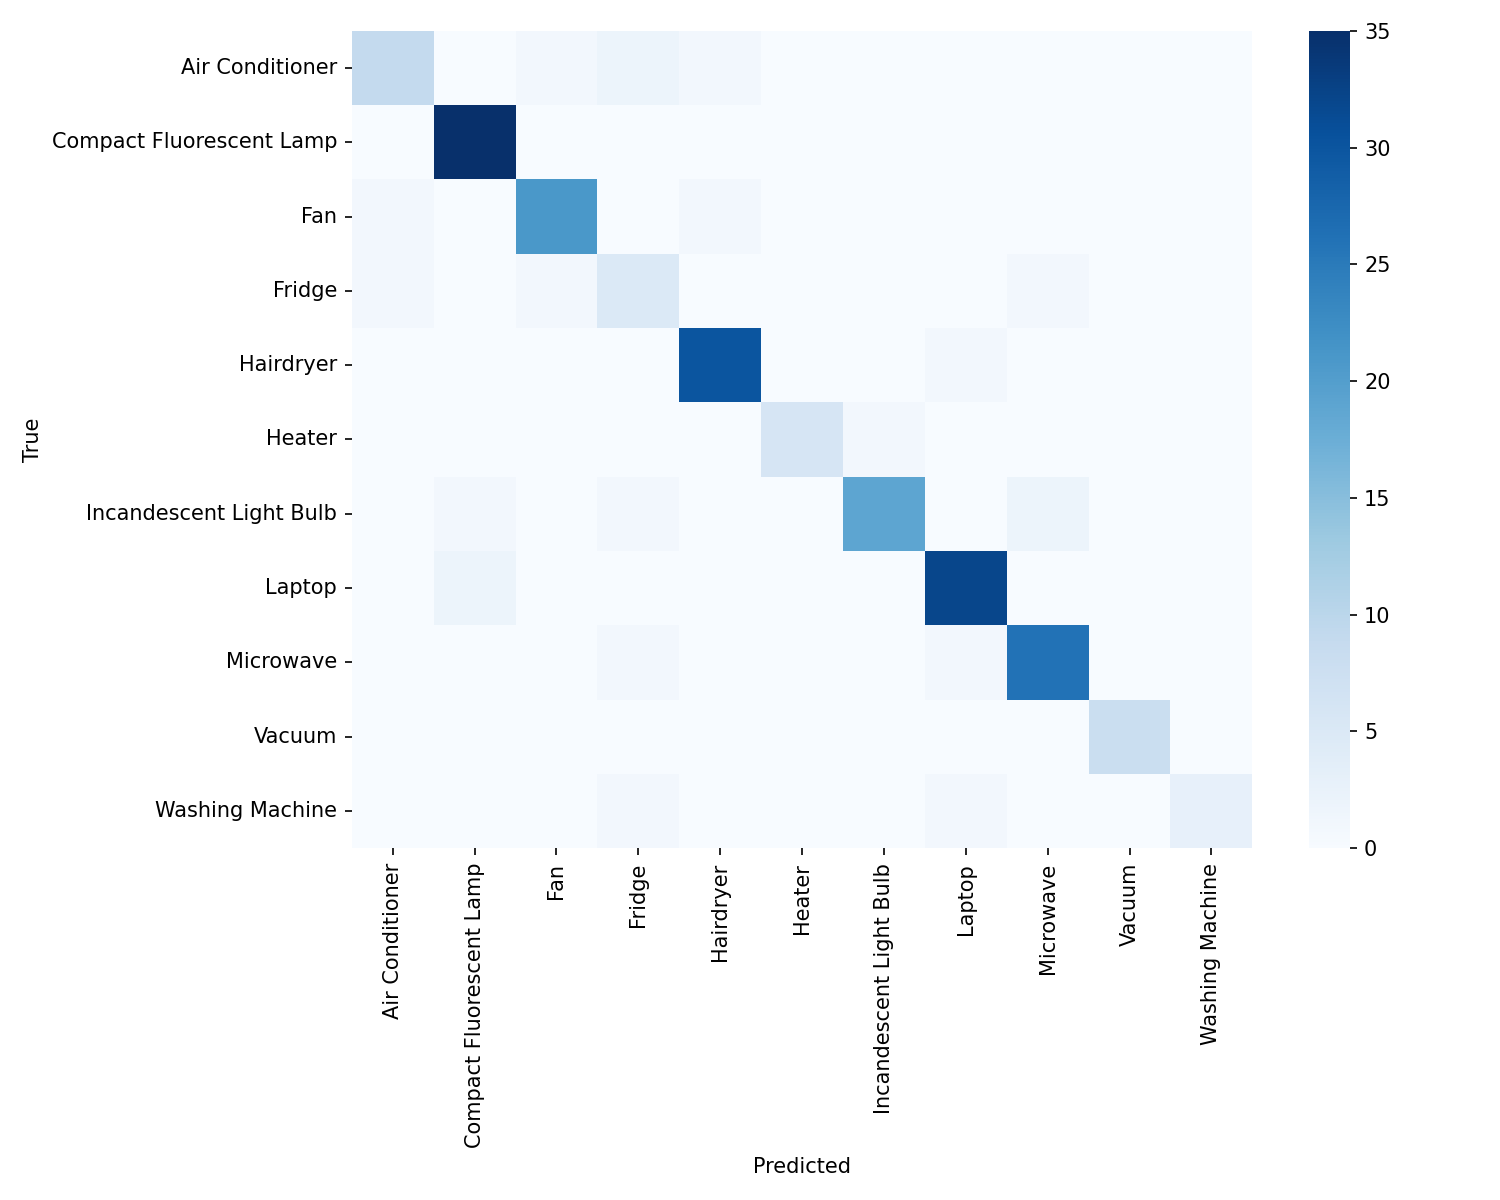 True
Air Conditioner
Compact Fluorescent Lamp
Fan
Fridge
Hairdryer
Heater
Incandescent Light Bulb
Laptop
Microwave
Vacuum
Washing Machine
Air Conditioner
Compact Fluorescent Lamp
Fan
Fridge
Hairdryer
Heater
Incandescent Light Bulb
Laptop
Microwave
Vacuum
Washing Machine
Predicted
35
30
25
20
15
10
5
0